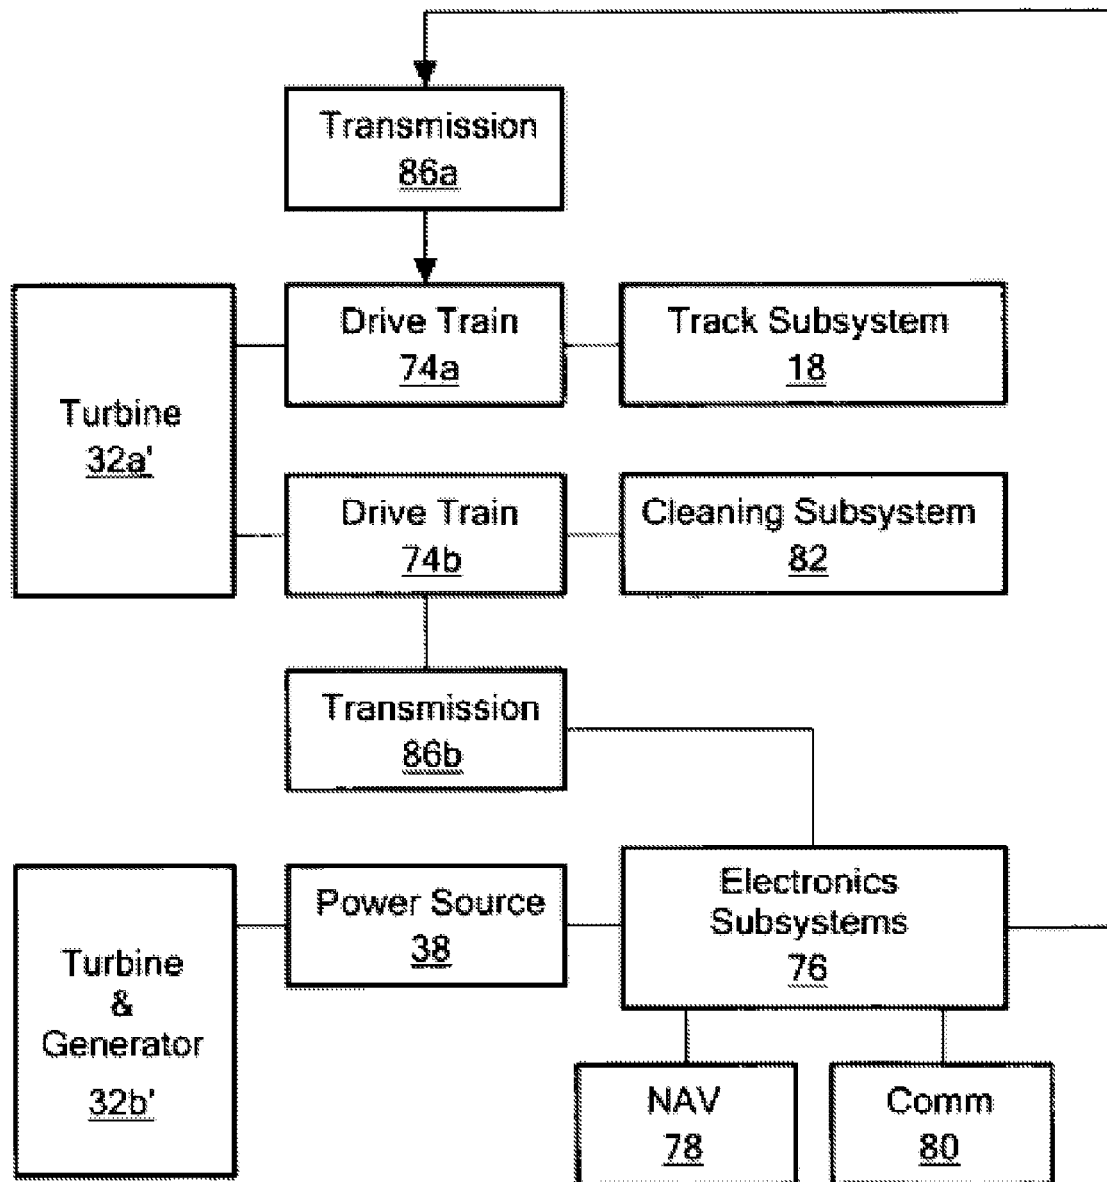 Transmission
86a
Drive Train
74a
Track Subsystem
18
Turbine
32a'
Drive Train
74b
Cleaning Subsystem
82
Transmission
86b
Power Source
38
Electronics
Subsystems
76
Turbine
&
Generator
32b'
NAV
78
Comm
80